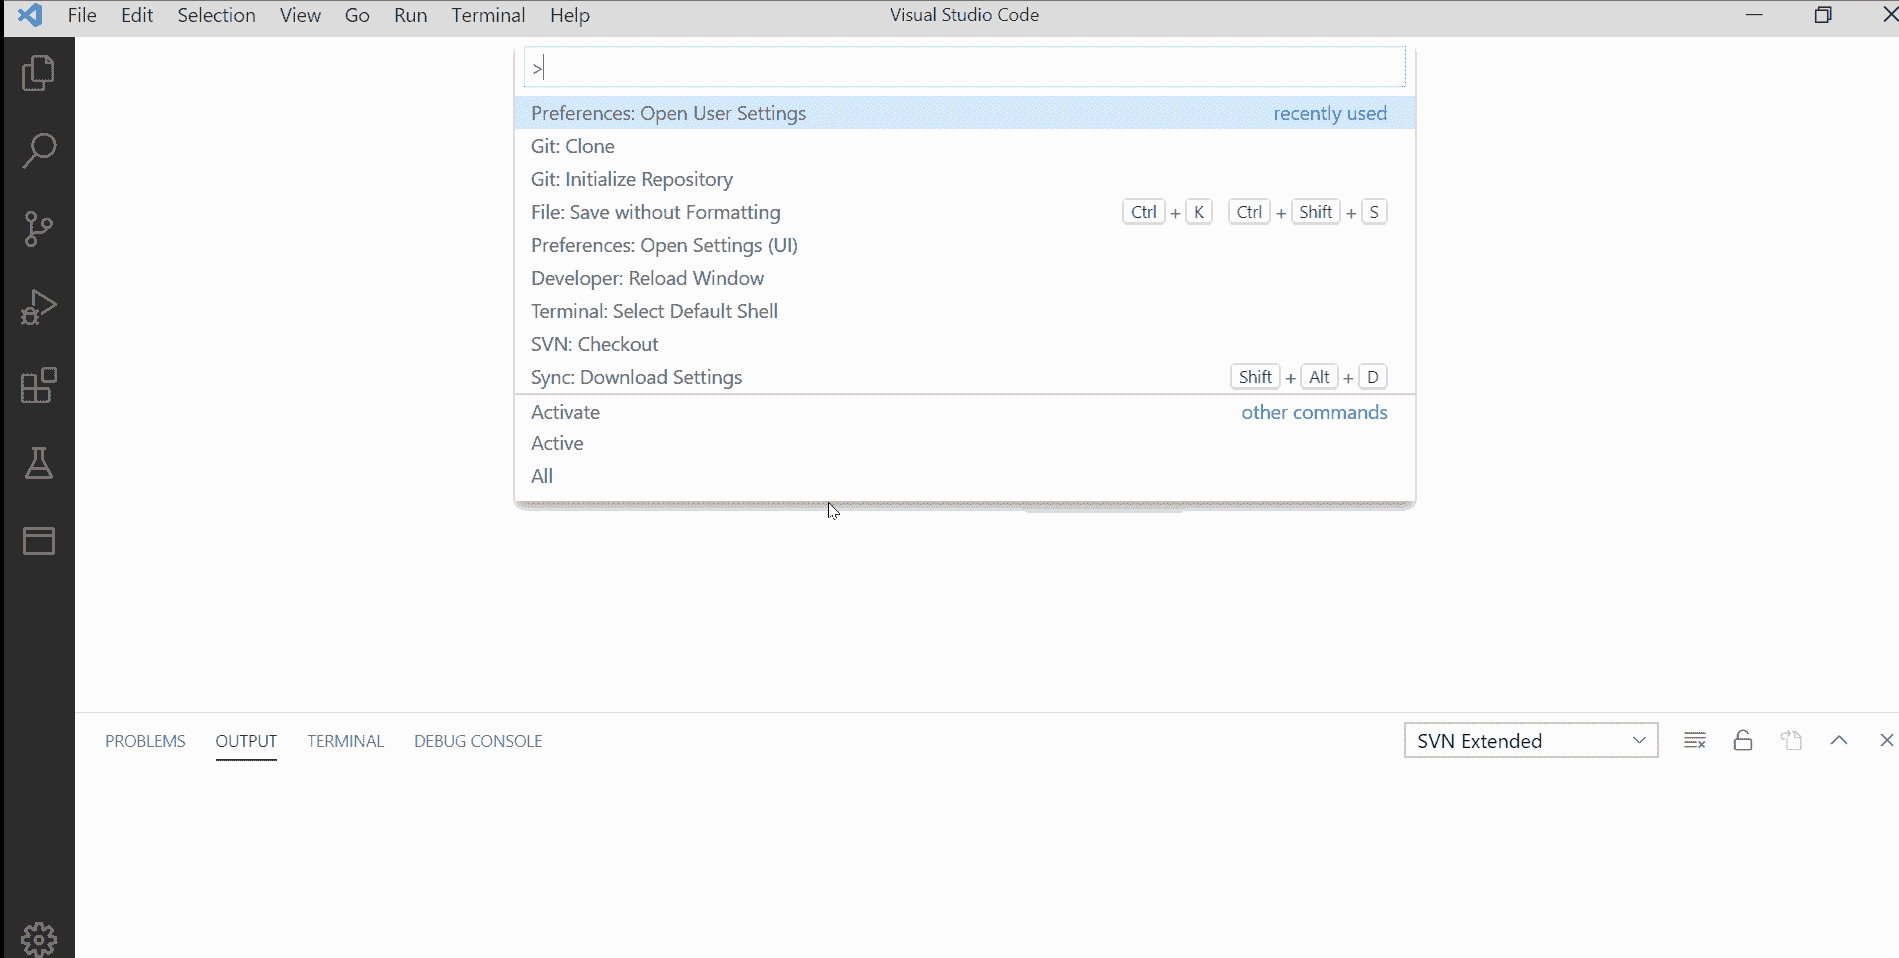 File Edit Selection View Go Run Terminal Help Visual Studio Code
>
Preferences: Open User Settings recently used
Git: Clone
Git: Initialize Repository
File: Save without Formatting Ctrl + K Ctrl + Shift + S
Preferences: Open Settings (UI)
Developer: Reload Window
Terminal: Select Default Shell
SVN: Checkout
Sync: Download Settings Shift + Alt + D
Activate other commands
Active
All
PROBLEMS OUTPUT TERMINAL DEBUG CONSOLE SVN Extended